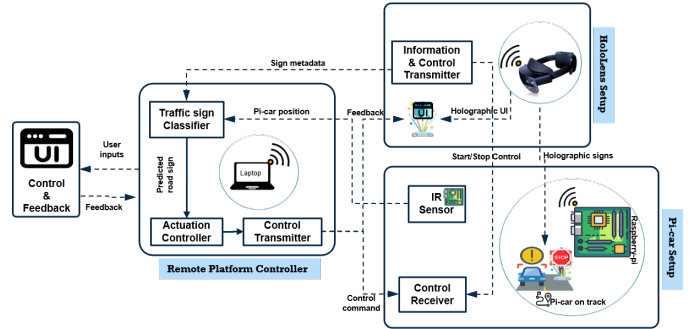 Information
& Control
Transmitter
HoloLens Setup
Sign metadata
Traffic sign
Classifier
Pi-car position
Feedback
UI
Holographic UI
UI
Control
&
Feedback
User
inputs
Feedback
Predicted
road sign
Laptop
Start/Stop Control
Holographic signs
IR
Sensor
Actuation
Controller
Control
Transmitter
Remote Platform Controller
Control
command
Control
Receiver
STOP
Raspberry-pi
Pi-car on track
Pi-car Setup